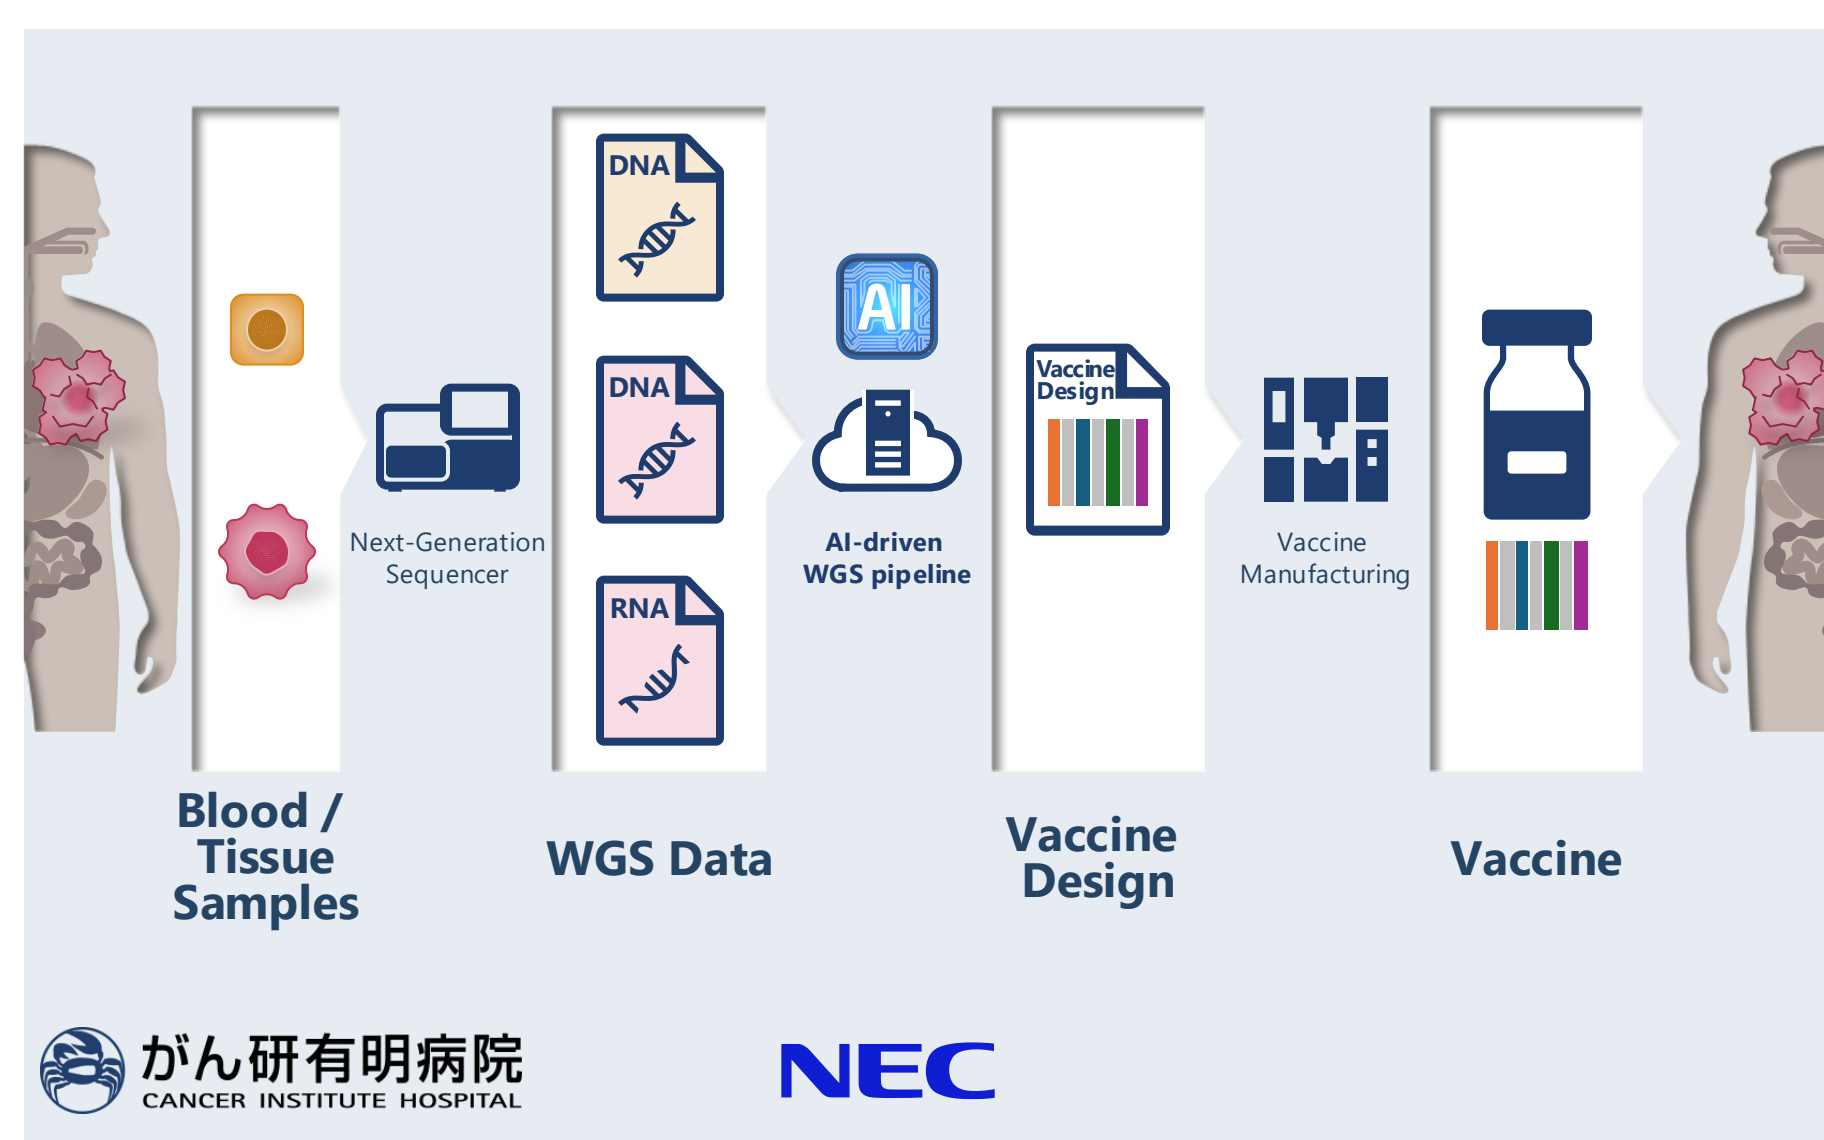 DNA
DNA
RNA
Next-Generation
Sequencer
AI
AI-driven
WGS pipeline
Vaccine
Design
Vaccine
Manufacturing
Blood /
Tissue
Samples
WGS Data
Vaccine
Design
Vaccine
がん研有明病院
CANCER INSTITUTE HOSPITAL
NEC